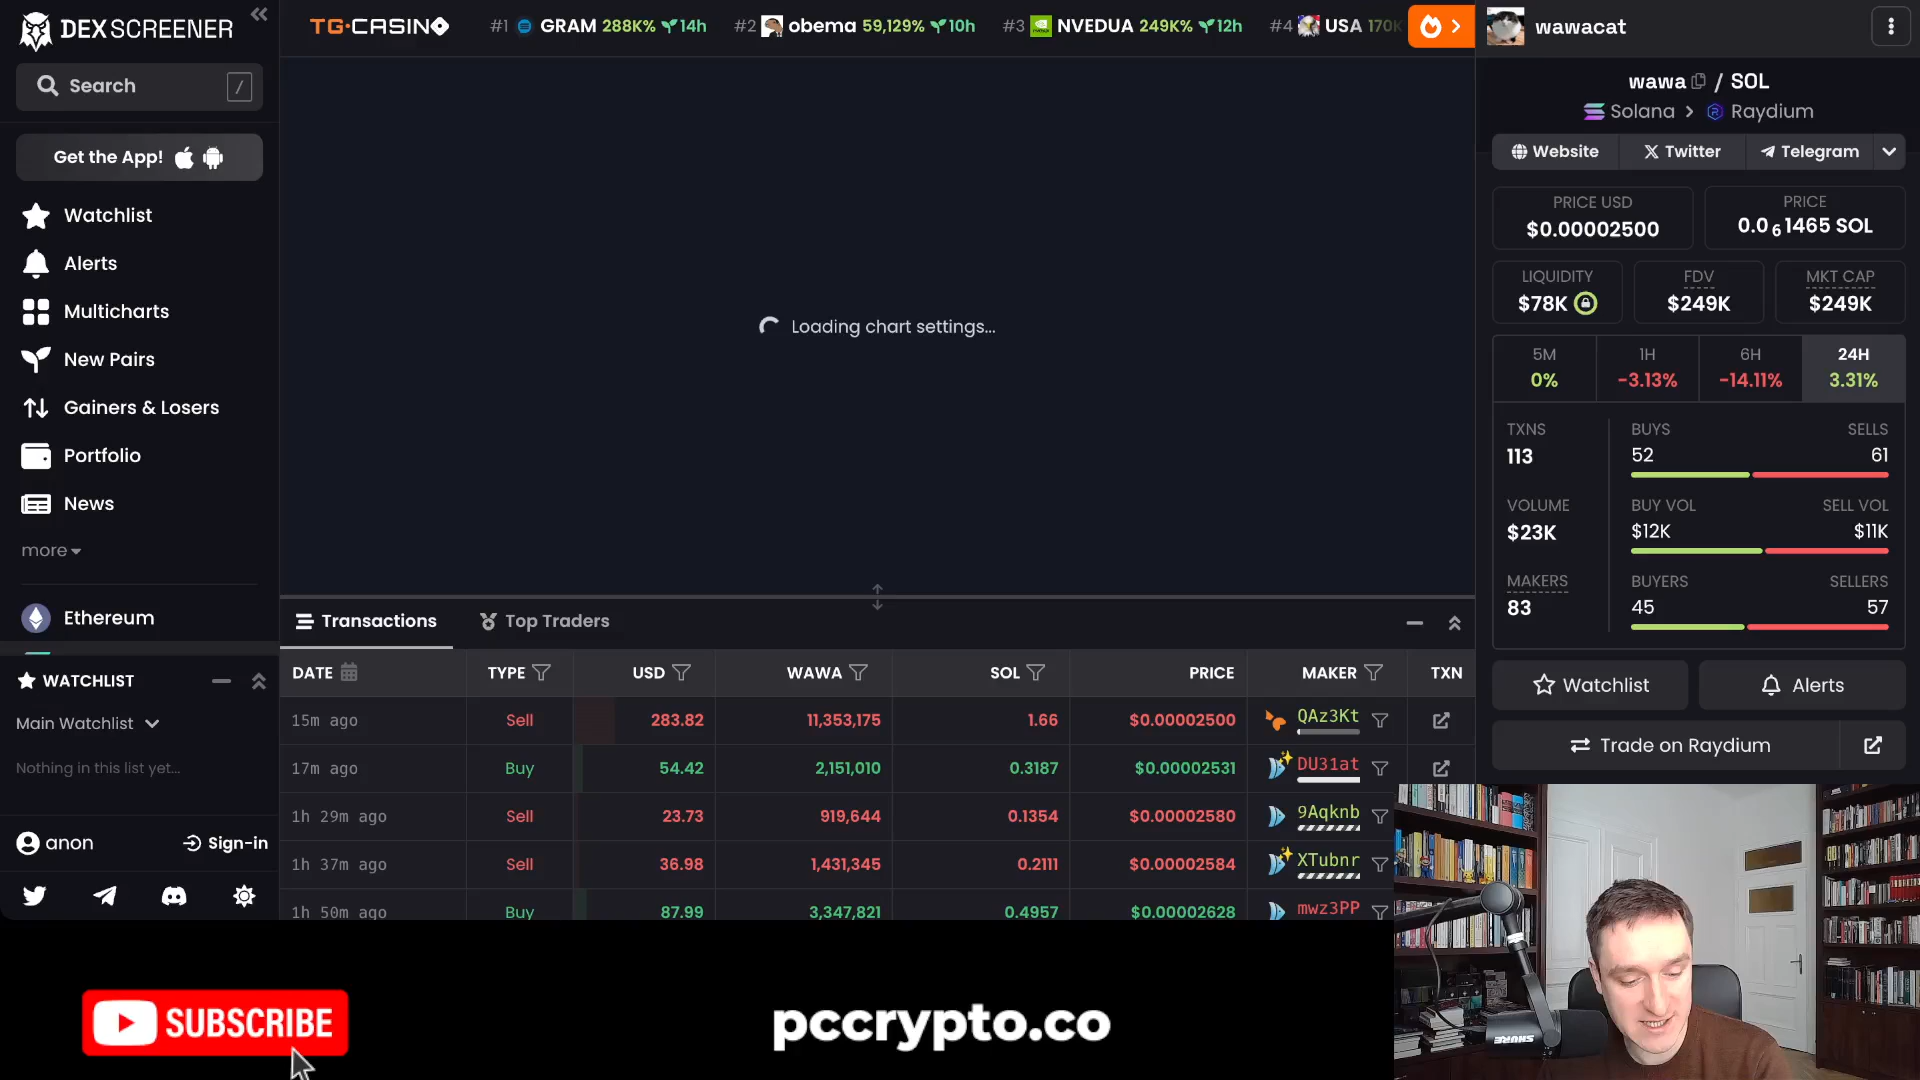 DEX SCREENER
Search
/
Get the App!
Watchlist
Alerts
Multicharts
New Pairs
Gainers & Losers
Portfolio
News
more
Ethereum
WATCHLIST
Main Watchlist
Nothing in this list yet...
anon
Sign-in
TG·CASINO
#1 GRAM 288K% 14h
#2 obema 59,129% 10h
#3 NVEDUA 249K% 12h
#4 USA 170K
Loading chart settings...
Transactions
Top Traders
DATE TYPE USD WAWA SOL PRICE MAKER TXN
15m ago Sell 283.82 11,353,175 1.66 $0.00002500 QAz3Kt
17m ago Buy 54.42 2,151,010 0.3187 $0.00002531 DU31at
1h 29m ago Sell 23.73 919,644 0.1354 $0.00002580 9Aqknb
1h 37m ago Sell 36.98 1,431,345 0.2111 $0.00002584 XTubnr
1h 50m ago Buy 87.99 3,347,821 0.4957 $0.00002628 mwz3PP
wawacat
wawa / SOL
Solana > Raydium
Website Twitter Telegram
PRICE USD PRICE
$0.00002500 0.0₆1465 SOL
LIQUIDITY FDV MKT CAP
$78K $249K $249K
5M 1H 6H 24H
0% -3.13% -14.11% 3.31%
TXNS BUYS SELLS
113 52 61
VOLUME BUY VOL SELL VOL
$23K $12K $11K
MAKERS BUYERS SELLERS
83 45 57
Watchlist Alerts
Trade on Raydium
SHURE
SUBSCRIBE
pccrypto.co